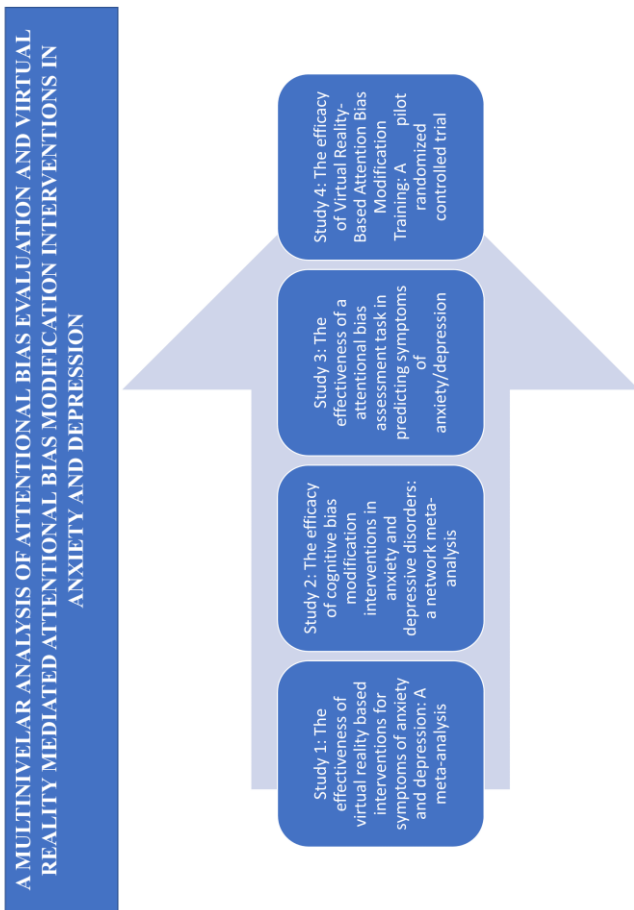 A MULTINIVELAR ANALYSIS OF ATTENTIONAL BIAS EVALUATION AND VIRTUAL
REALITY MEDIATED ATTENTIONAL BIAS MODIFICATION INTERVENTIONS IN
ANXIETY AND DEPRESSION
Study 1: The
effectiveness of
virtual reality based
interventions for
symptoms of anxiety
and depression: A
meta-analysis
Study 2: The efficacy
of cognitive bias
modification
interventions in
anxiety and
depressive disorders:
a network meta-
analysis
Study 3: The
effectiveness of a
attentional bias
assessment task in
predicting symptoms
of
anxiety/depression
Study 4: The efficacy
of Virtual Reality-
Based Attention Bias
Modification
Training: A pilot
randomized
controlled trial